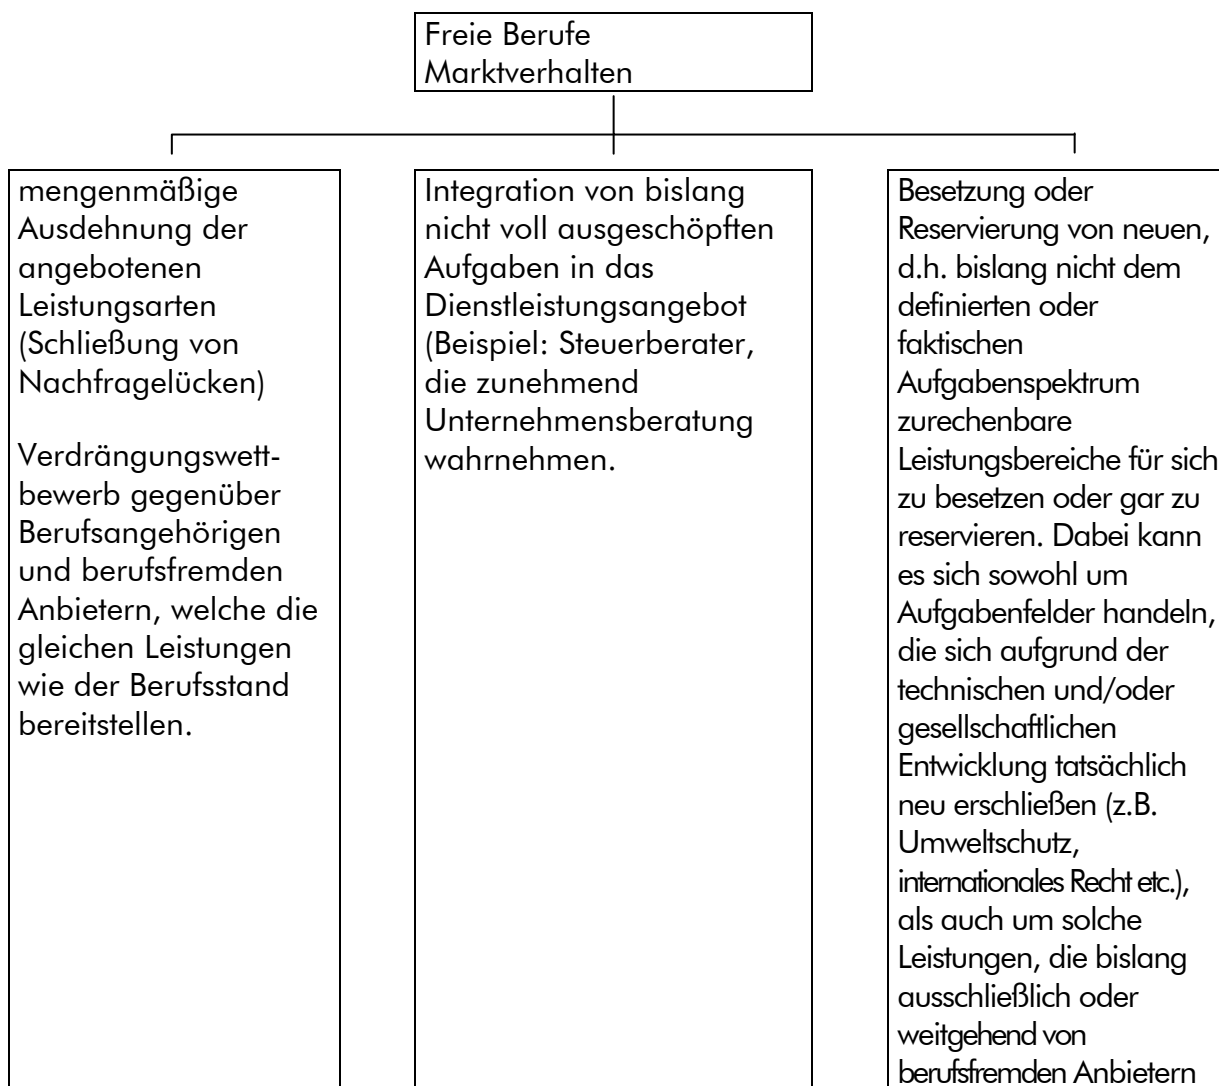 Freie Berufe
Marktverhalten
mengenmäßige
Ausdehnung der
angebotenen
Leistungsarten
(Schließung von
Nachfragelücken)
Verdrängungswett-
bewerb gegenüber
Berufsangehörigen
und berufsfremden
Anbietern, welche die
gleichen Leistungen
wie der Berufsstand
bereitstellen.
Integration von bislang
nicht voll ausgeschöpften
Aufgaben in das
Dienstleistungsangebot
(Beispiel: Steuerberater,
die zunehmend
Unternehmensberatung
wahrnehmen.
Besetzung oder
Reservierung von neuen,
d.h. bislang nicht dem
definierten oder
faktischen
Aufgabenspektrum
zurechenbare
Leistungsbereiche für sich
zu besetzen oder gar zu
reservieren. Dabei kann
es sich sowohl um
Aufgabenfelder handeln,
die sich aufgrund der
technischen und/oder
gesellschaftlichen
Entwicklung tatsächlich
neu erschließen (z.B.
Umweltschutz,
internationales Recht etc.),
als auch um solche
Leistungen, die bislang
ausschließlich oder
weitgehend von
berufsfremden Anbietern